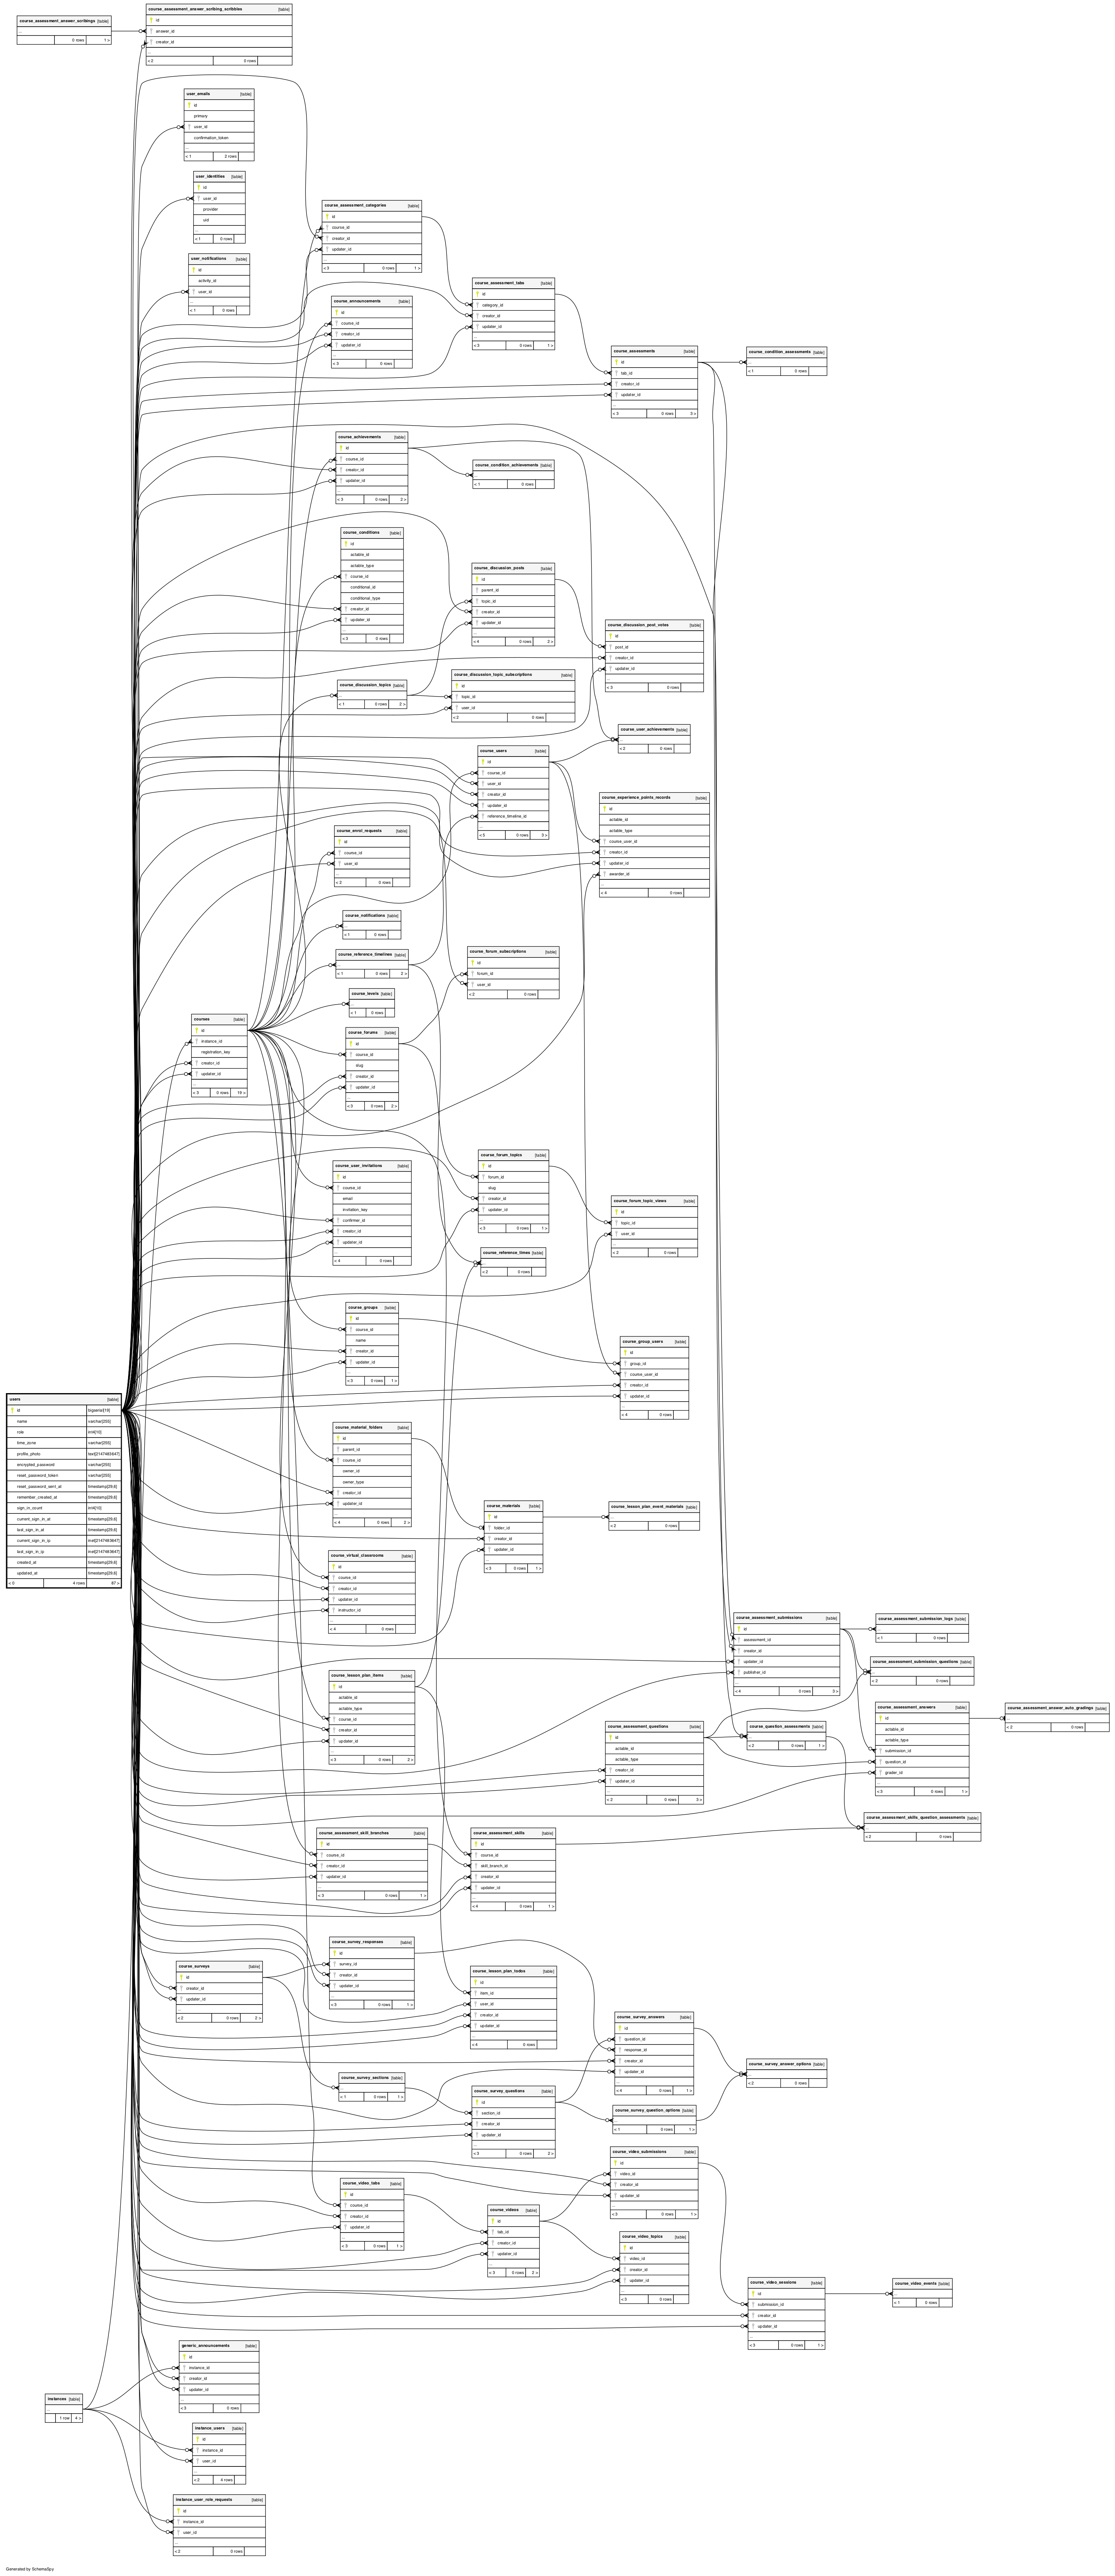 course_assessment_answer_scribings [table]
...
0 rows 1 >
course_assessment_answer_scribing_scribbles [table]
id
answer_id
creator_id
...
< 2 0 rows
user_emails [table]
id
primary
user_id
confirmation_token
...
< 1 2 rows
user_identities [table]
id
user_id
provider
uid
...
< 1 0 rows
user_notifications [table]
id
activity_id
user_id
...
< 1 0 rows
course_assessment_categories [table]
id
course_id
creator_id
updater_id
...
< 3 0 rows 1 >
course_assessment_tabs [table]
id
category_id
creator_id
updater_id
...
< 3 0 rows 1 >
course_announcements [table]
id
course_id
creator_id
updater_id
...
< 3 0 rows
course_assessments [table]
id
tab_id
creator_id
updater_id
...
< 3 0 rows 3 >
course_condition_assessments [table]
...
< 1 0 rows
course_achievements [table]
id
course_id
creator_id
updater_id
...
< 3 0 rows 2 >
course_condition_achievements [table]
...
< 1 0 rows
course_conditions [table]
id
actable_id
actable_type
course_id
conditional_id
conditional_type
creator_id
updater_id
...
< 3 0 rows
course_discussion_posts [table]
id
parent_id
topic_id
creator_id
updater_id
...
< 4 0 rows 2 >
course_discussion_post_votes [table]
id
post_id
creator_id
updater_id
...
< 3 0 rows
course_discussion_topics [table]
...
< 1 0 rows 2 >
course_discussion_topic_subscriptions [table]
id
topic_id
user_id
...
< 2 0 rows
course_user_achievements [table]
...
< 2 0 rows
course_users [table]
id
course_id
user_id
creator_id
updater_id
reference_timeline_id
...
< 5 0 rows 3 >
course_experience_points_records [table]
id
actable_id
actable_type
course_user_id
creator_id
updater_id
awarder_id
...
< 4 0 rows
course_enrol_requests [table]
id
course_id
user_id
...
< 2 0 rows
course_notifications [table]
...
< 1 0 rows
course_reference_timelines [table]
...
< 1 0 rows 2 >
course_forum_subscriptions [table]
id
forum_id
user_id
...
< 2 0 rows
course_levels [table]
...
< 1 0 rows
courses [table]
id
instance_id
registration_key
creator_id
updater_id
...
< 3 0 rows 19 >
course_forums [table]
id
course_id
slug
creator_id
updater_id
...
< 3 0 rows 2 >
course_user_invitations [table]
id
course_id
email
invitation_key
confirmer_id
creator_id
updater_id
...
< 4 0 rows
course_forum_topics [table]
id
forum_id
slug
creator_id
updater_id
...
< 3 0 rows 1 >
course_forum_topic_views [table]
id
topic_id
user_id
...
< 2 0 rows
course_reference_times [table]
...
< 2 0 rows
course_groups [table]
id
course_id
name
creator_id
updater_id
...
< 3 0 rows 1 >
course_group_users [table]
id
group_id
course_user_id
creator_id
updater_id
...
< 4 0 rows
users [table]
id bigserial[19]
name varchar[255]
role int4[10]
time_zone varchar[255]
profile_photo text[2147483647]
encrypted_password varchar[255]
reset_password_token varchar[255]
reset_password_sent_at timestamp[29,6]
remember_created_at timestamp[29,6]
sign_in_count int4[10]
current_sign_in_at timestamp[29,6]
last_sign_in_at timestamp[29,6]
current_sign_in_ip inet[2147483647]
last_sign_in_ip inet[2147483647]
created_at timestamp[29,6]
updated_at timestamp[29,6]
< 0 4 rows 87 >
course_material_folders [table]
id
parent_id
course_id
owner_id
owner_type
creator_id
updater_id
...
< 4 0 rows 2 >
course_materials [table]
id
folder_id
creator_id
updater_id
...
< 3 0 rows 1 >
course_lesson_plan_event_materials [table]
...
< 2 0 rows
course_virtual_classrooms [table]
id
course_id
creator_id
updater_id
instructor_id
...
< 4 0 rows
course_assessment_submissions [table]
id
assessment_id
creator_id
updater_id
publisher_id
...
< 4 0 rows 3 >
course_assessment_submission_logs [table]
...
< 1 0 rows
course_assessment_submission_questions [table]
...
< 2 0 rows
course_lesson_plan_items [table]
id
actable_id
actable_type
course_id
creator_id
updater_id
...
< 3 0 rows 2 >
course_assessment_questions [table]
id
actable_id
actable_type
creator_id
updater_id
...
< 2 0 rows 3 >
course_question_assessments [table]
...
< 2 0 rows 1 >
course_assessment_answers [table]
id
actable_id
actable_type
submission_id
question_id
grader_id
...
< 3 0 rows 1 >
course_assessment_answer_auto_gradings [table]
...
< 2 0 rows
course_assessment_skills_question_assessments [table]
...
< 2 0 rows
course_assessment_skill_branches [table]
id
course_id
creator_id
updater_id
...
< 3 0 rows 1 >
course_assessment_skills [table]
id
course_id
skill_branch_id
creator_id
updater_id
...
< 4 0 rows 1 >
course_survey_responses [table]
id
survey_id
creator_id
updater_id
...
< 3 0 rows 1 >
course_surveys [table]
id
creator_id
updater_id
...
< 2 0 rows 2 >
course_lesson_plan_todos [table]
id
item_id
user_id
creator_id
updater_id
...
< 4 0 rows
course_survey_answers [table]
id
question_id
response_id
creator_id
updater_id
...
< 4 0 rows 1 >
course_survey_answer_options [table]
...
< 2 0 rows
course_survey_sections [table]
...
< 1 0 rows 1 >
course_survey_questions [table]
id
section_id
creator_id
updater_id
...
< 3 0 rows 2 >
course_survey_question_options [table]
...
< 1 0 rows 1 >
course_video_submissions [table]
id
video_id
creator_id
updater_id
...
< 3 0 rows 1 >
course_video_tabs [table]
id
course_id
creator_id
updater_id
...
< 3 0 rows 1 >
course_videos [table]
id
tab_id
creator_id
updater_id
...
< 3 0 rows 2 >
course_video_topics [table]
id
video_id
creator_id
updater_id
...
< 3 0 rows
course_video_sessions [table]
id
submission_id
creator_id
updater_id
...
< 3 0 rows 1 >
course_video_events [table]
...
< 1 0 rows
generic_announcements [table]
id
instance_id
creator_id
updater_id
...
< 3 0 rows
instances [table]
...
1 row 4 >
instance_users [table]
id
instance_id
user_id
...
< 2 4 rows
instance_user_role_requests [table]
id
instance_id
user_id
...
< 2 0 rows
Generated by SchemaSpy